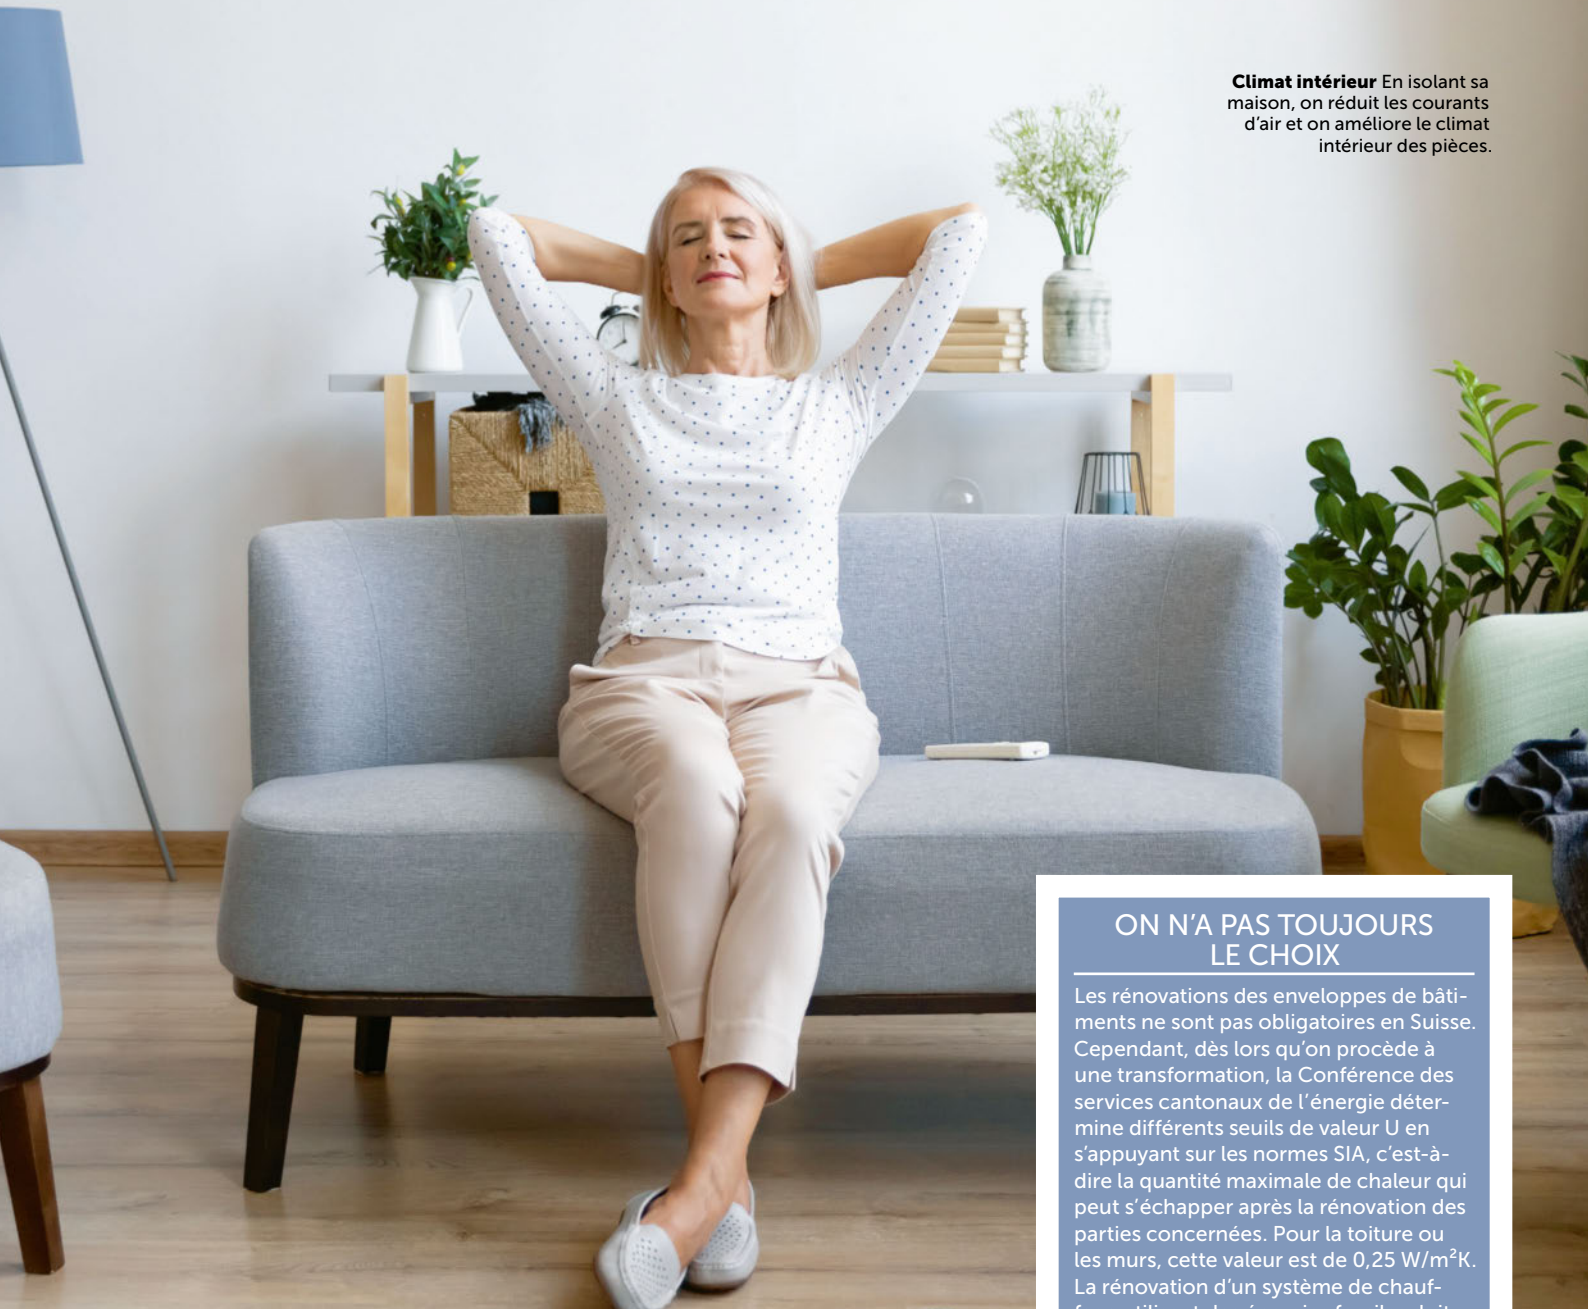 Climat intérieur En isolant sa
maison, on réduit les courants
d'air et on améliore le climat
intérieur des pièces.
ON N'A PAS TOUJOURS
LE CHOIX
Les rénovations des enveloppes de bâti-
ments ne sont pas obligatoires en Suisse.
Cependant, dès lors qu'on procède à
une transformation, la Conférence des
services cantonaux de l'énergie déter-
mine différents seuils de valeur U en
s'appuyant sur les normes SIA, c'est-à-
dire la quantité maximale de chaleur qui
peut s'échapper après la rénovation des
parties concernées. Pour la toiture ou
les murs, cette valeur est de 0,25 W/m²K.
La rénovation d'un système de chauf-